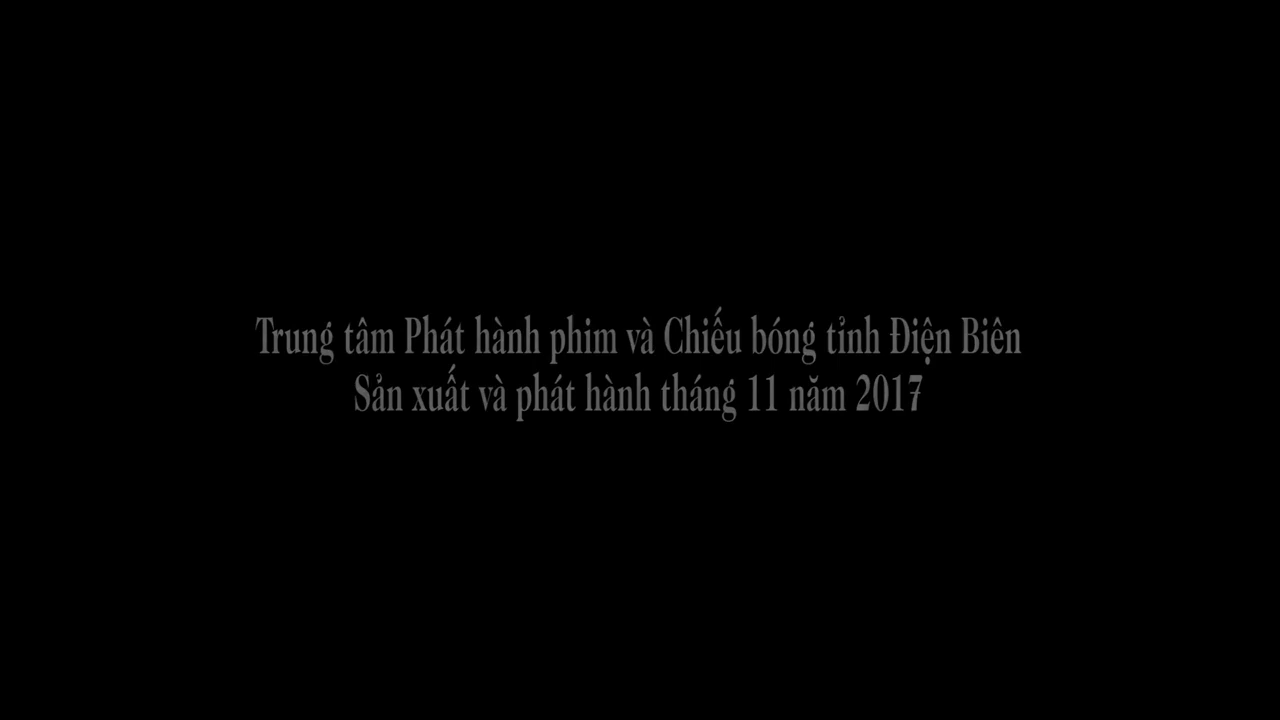 Trung tâm Phát hành phim và Chiếu bóng tỉnh Điện Biên
Sản xuất và phát hành tháng 11 năm 2017